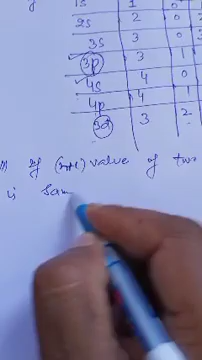 1s 1 0
2s 2 0
3s 3 0
3p 3 1
4s 4 0
4p 4 1
3d 3 2
If (n+l) value of two
is sam